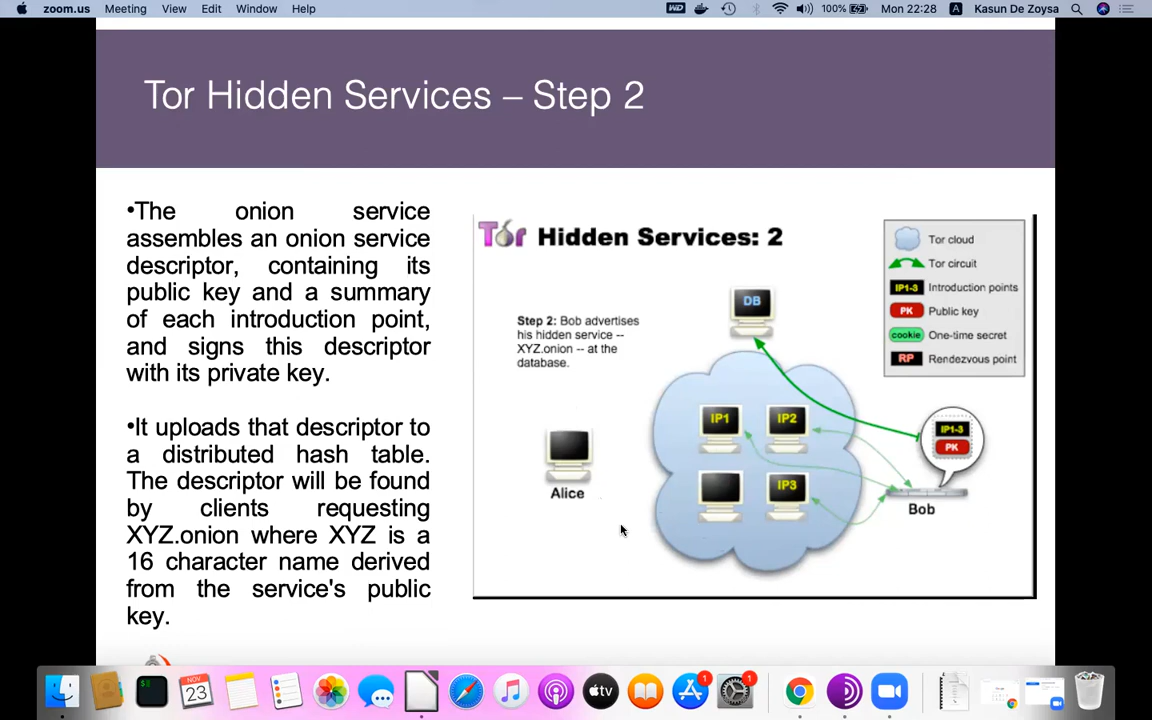 zoom.us Meeting View Edit Window Help 100% Mon 22:28 A Kasun De Zoysa
Tor Hidden Services – Step 2
•The onion service
assembles an onion service
descriptor, containing its
public key and a summary
of each introduction point,
and signs this descriptor
with its private key.
•It uploads that descriptor to
a distributed hash table.
The descriptor will be found
by clients requesting
XYZ.onion where XYZ is a
16 character name derived
from the service's public
key.
Tor Hidden Services: 2
Step 2: Bob advertises
his hidden service --
XYZ.onion -- at the
database.
DB
IP1
IP2
IP3
Alice
IP1-3
PK
Bob
Tor cloud
Tor circuit
IP1-3 Introduction points
PK Public key
cookie One-time secret
RP Rendezvous point
NOV
23
tv
1
1